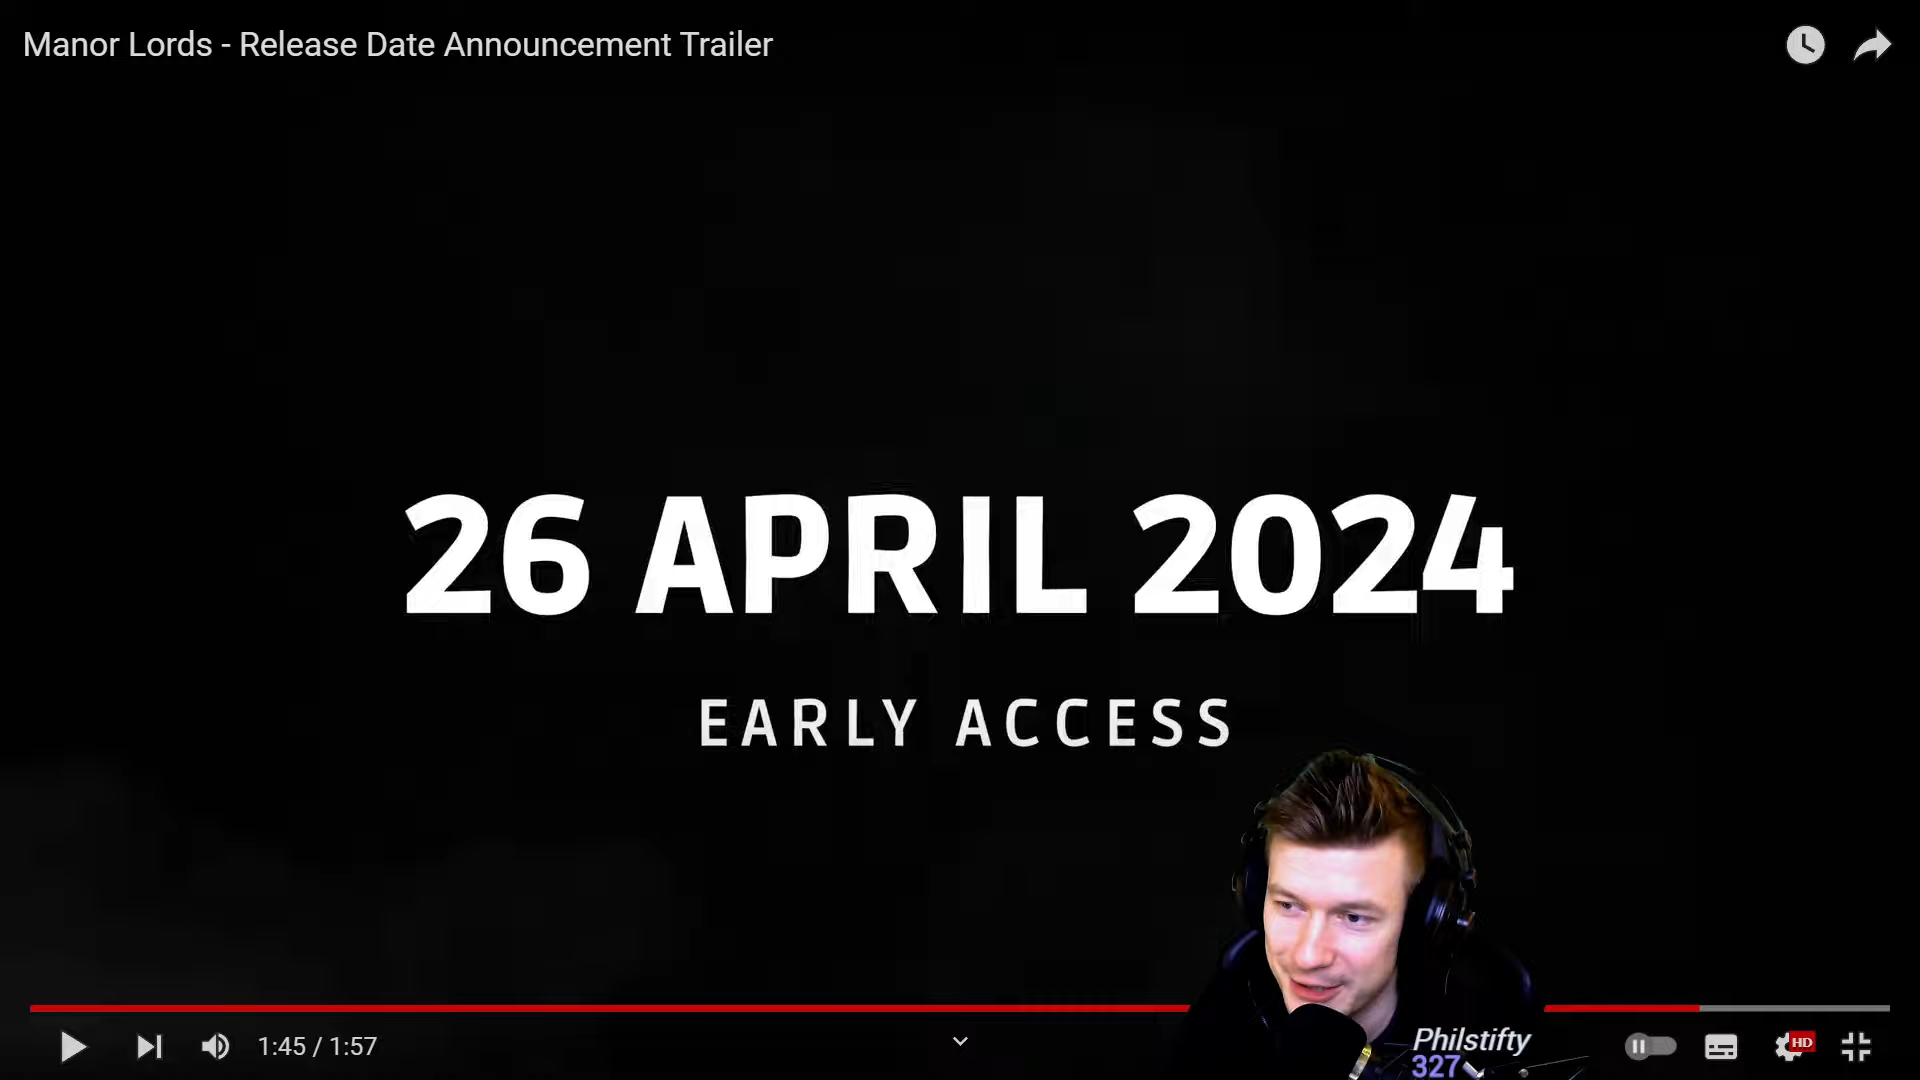 Manor Lords - Release Date Announcement Trailer
26 APRIL 2024
EARLY ACCESS
1:45 / 1:57
Philstifty
327
HD